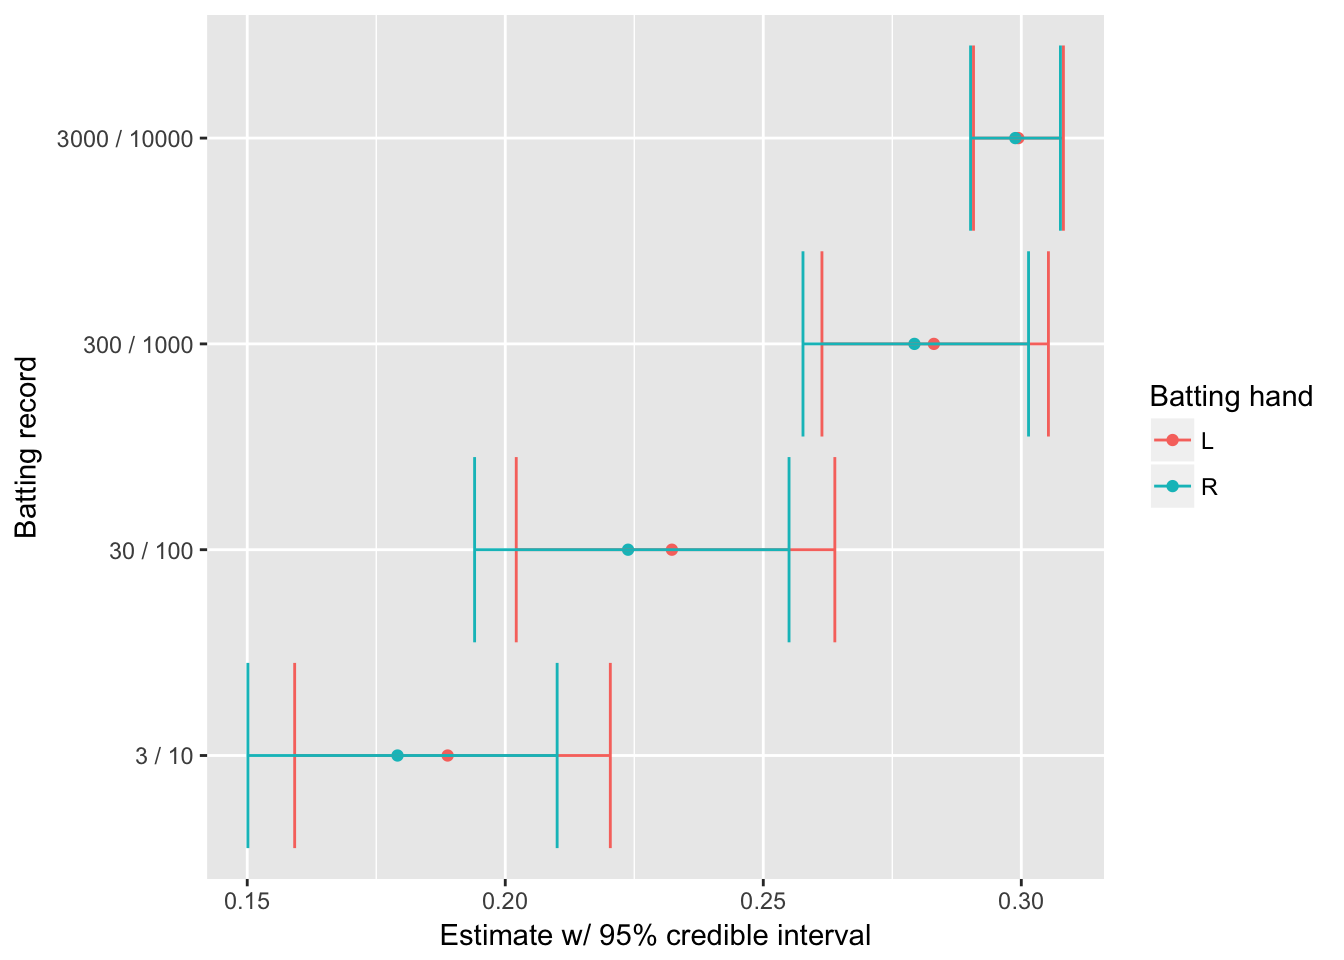 Batting record
3000 / 10000
300 / 1000
30 / 100
3 / 10
0.15
0.20
0.25
0.30
Estimate w/ 95% credible interval
Batting hand
L
R